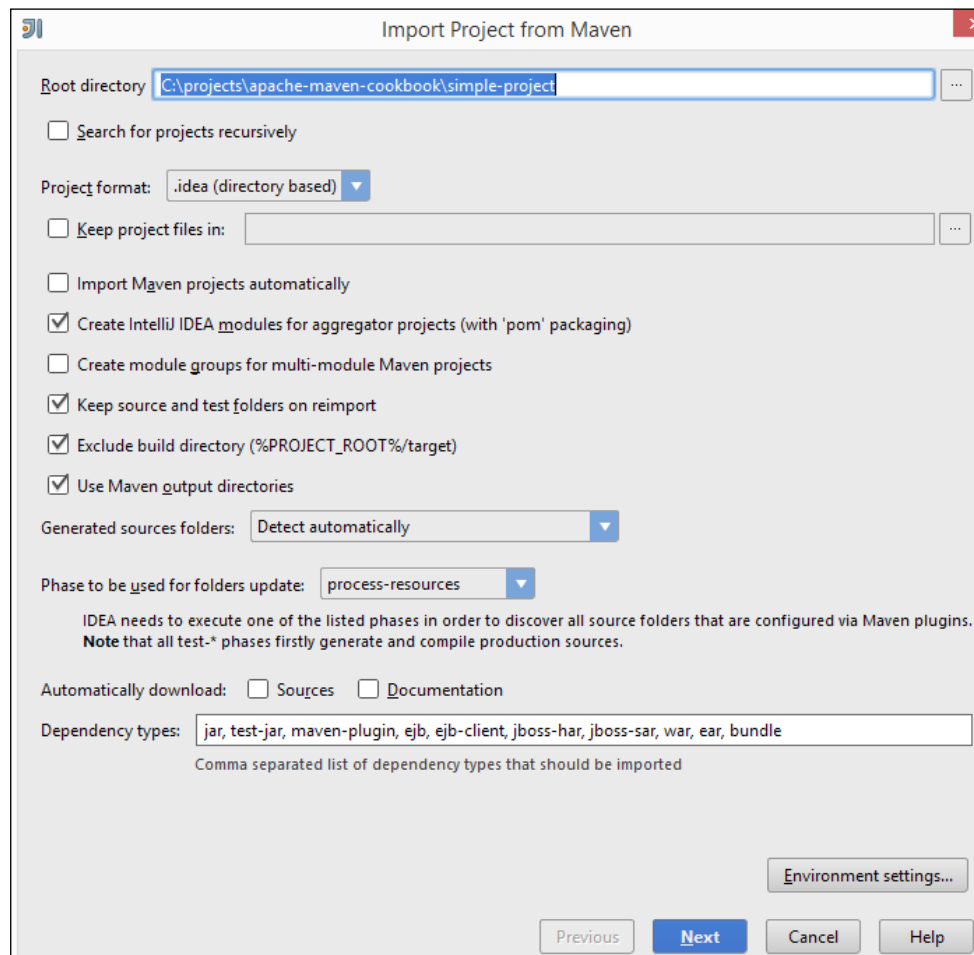 Import Project from Maven
Root directory C:\projects\apache-maven-cookbook\simple-project ...
Search for projects recursively
Project format: .idea (directory based)
Keep project files in: ...
Import Maven projects automatically
Create IntelliJ IDEA modules for aggregator projects (with 'pom' packaging)
Create module groups for multi-module Maven projects
Keep source and test folders on reimport
Exclude build directory (%PROJECT_ROOT%/target)
Use Maven output directories
Generated sources folders: Detect automatically
Phase to be used for folders update: process-resources
IDEA needs to execute one of the listed phases in order to discover all source folders that are configured via Maven plugins.
Note that all test-* phases firstly generate and compile production sources.
Automatically download: Sources Documentation
Dependency types: jar, test-jar, maven-plugin, ejb, ejb-client, jboss-har, jboss-sar, war, ear, bundle
Comma separated list of dependency types that should be imported
Environment settings...
Previous Next Cancel Help